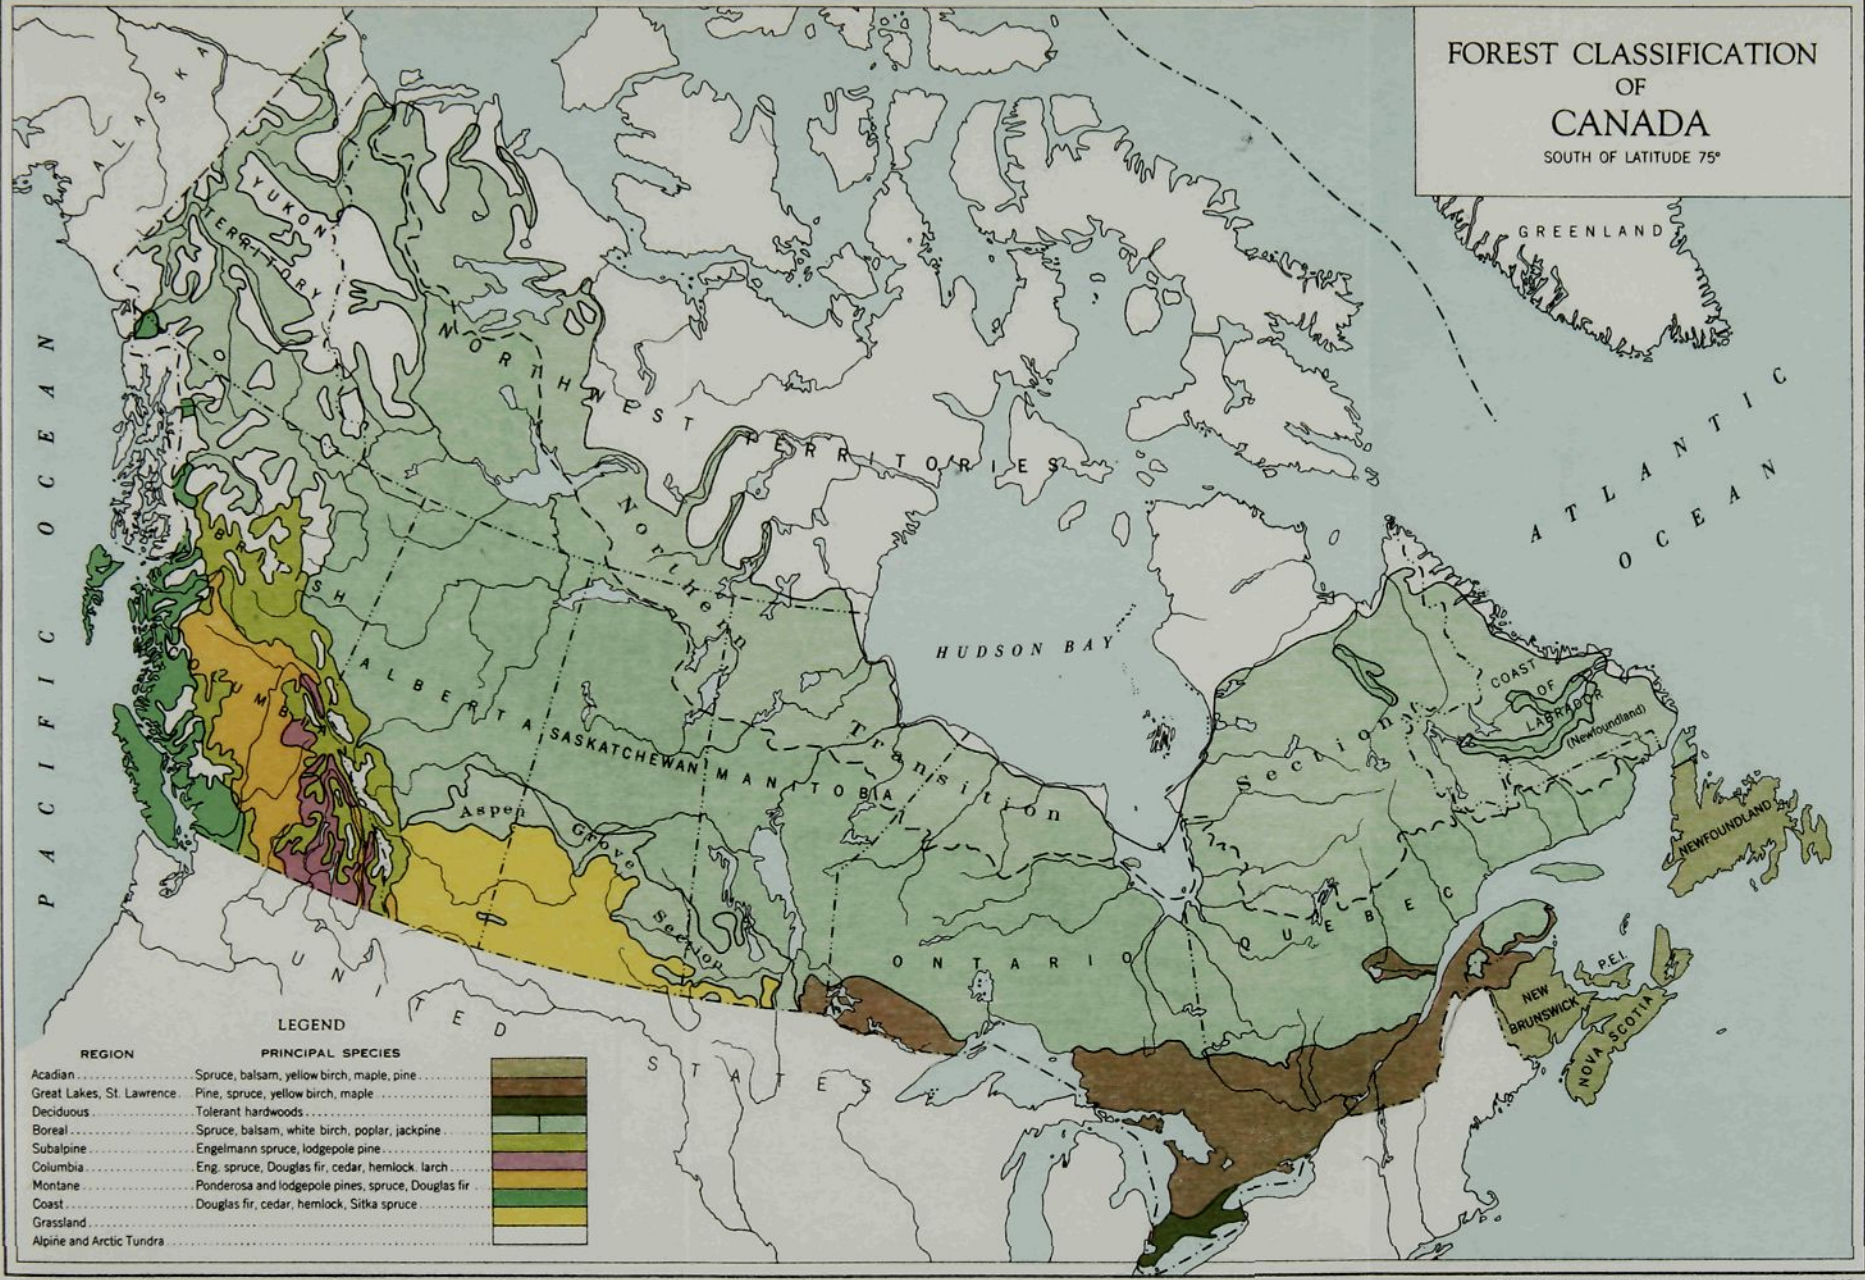 FOREST CLASSIFICATION
OF
CANADA
SOUTH OF LATITUDE 75°
ALASKA
YUKON
TERRITORY
GREENLAND
NORTHWEST TERRITORIES
PACIFIC OCEAN
ATLANTIC
OCEAN
HUDSON BAY
Northern
Transition
Section
BRITISH
COLUMBIA
ALBERTA
SASKATCHEWAN
MANITOBA
Aspen Grove
Section
ONTARIO
QUEBEC
COAST
OF
LABRADOR
(Newfoundland)
NEWFOUNDLAND
P.E.I.
NEW
BRUNSWICK
NOVA SCOTIA
UNITED
STATES
LEGEND
REGION PRINCIPAL SPECIES
Acadian Spruce, balsam, yellow birch, maple, pine
Great Lakes, St. Lawrence Pine, spruce, yellow birch, maple
Deciduous Tolerant hardwoods
Boreal Spruce, balsam, white birch, poplar, jackpine
Subalpine Engelmann spruce, lodgepole pine
Columbia Eng. spruce, Douglas fir, cedar, hemlock. larch
Montane Ponderosa and lodgepole pines, spruce, Douglas fir
Coast Douglas fir, cedar, hemlock, Sitka spruce
Grassland
Alpine and Arctic Tundra